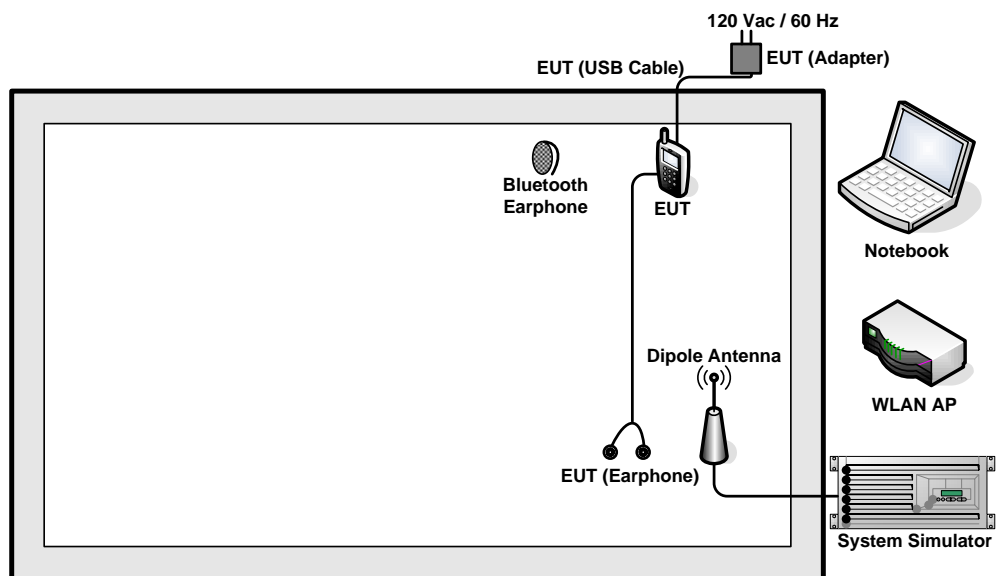 120 Vac / 60 Hz
EUT (Adapter)
EUT (USB Cable)
Bluetooth
Earphone
EUT
Notebook
Dipole Antenna
WLAN AP
EUT (Earphone)
System Simulator